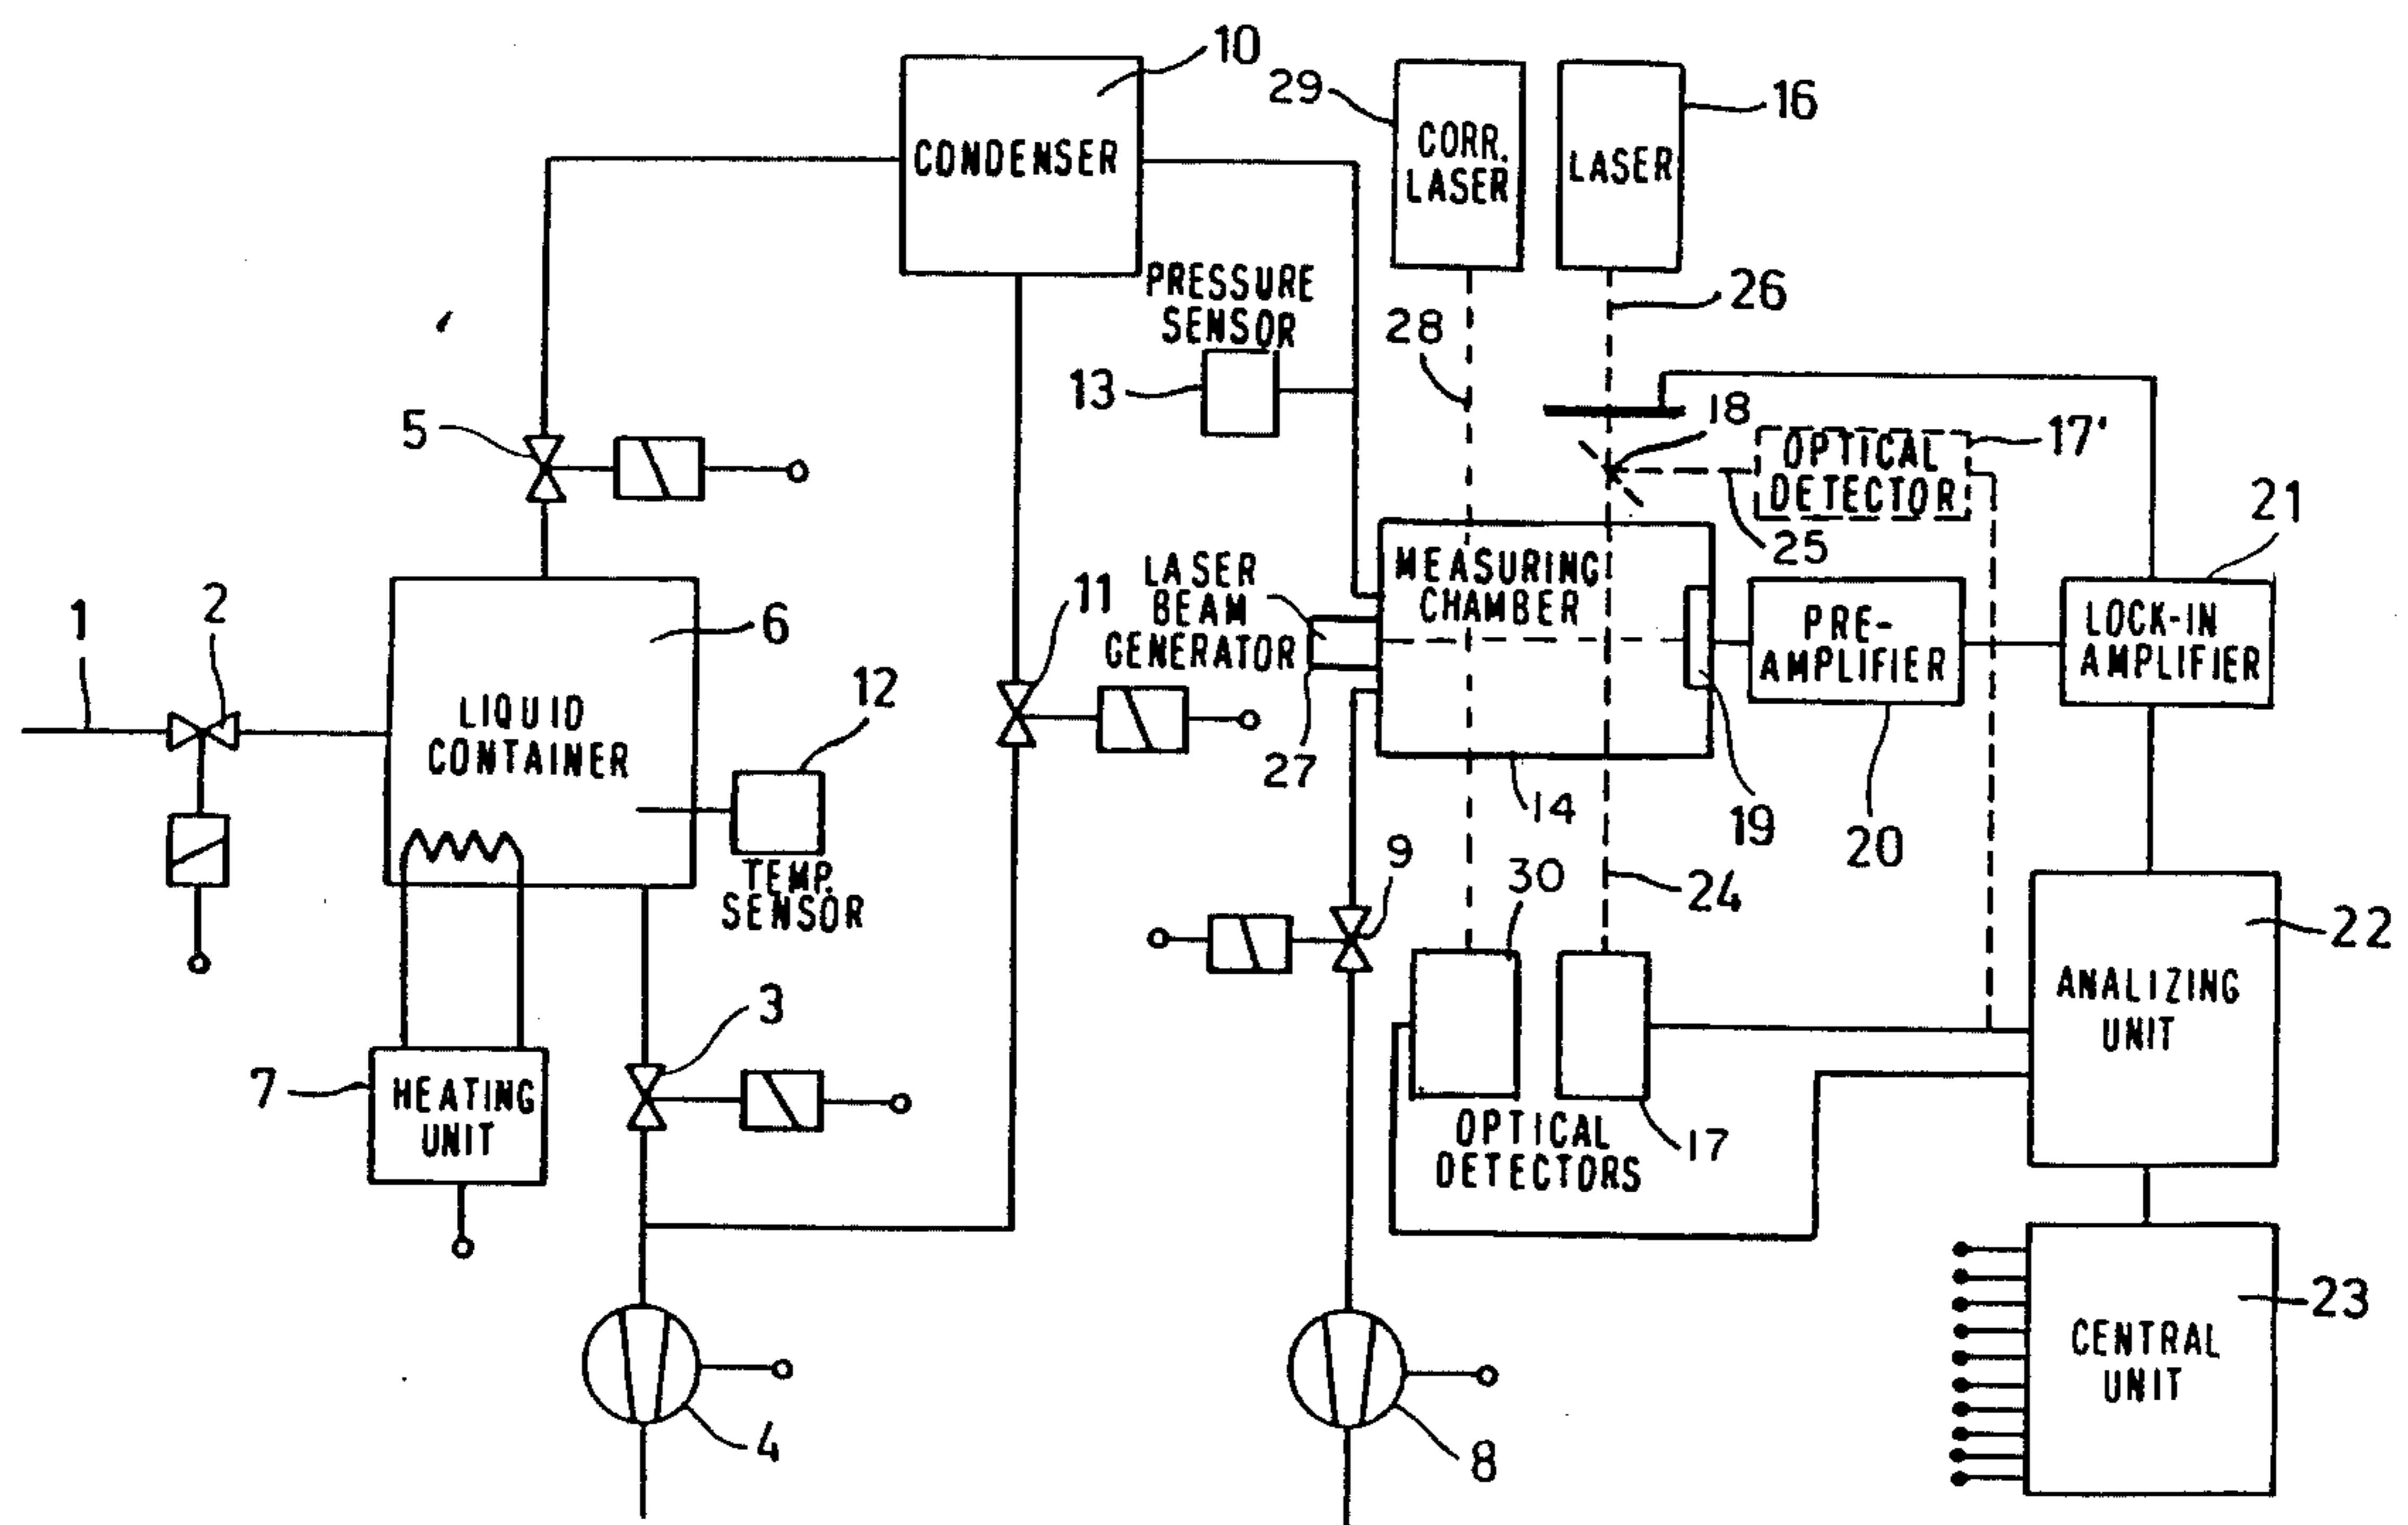 10
29
16
CONDENSER
CORR.
LASER
LASER
PRESSURE
SENSOR
26
28
13
18
17'
OPTICAL
DETECTOR
5
21
25
LASER
BEAM
GENERATOR
MEASURING
CHAMBER
11
1
2
6
PRE-
AMPLIFIER
LOCK-IN
AMPLIFIER
12
LIQUID
CONTAINER
27
14
19
20
9
TEMP.
SENSOR
30
24
22
ANALIZING
UNIT
3
7
HEATING
UNIT
OPTICAL
DETECTORS
17
23
CENTRAL
UNIT
4
8